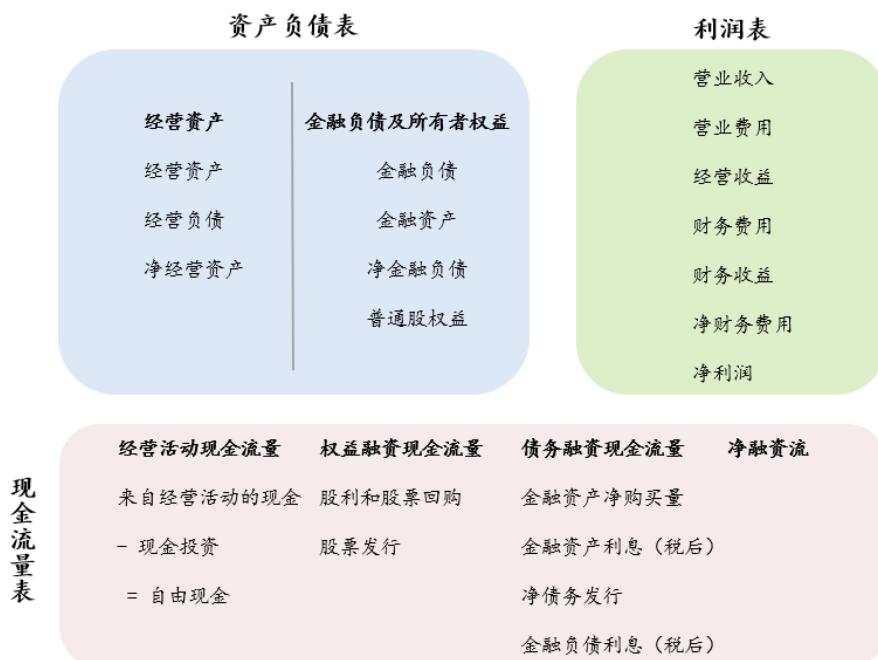 资产负债表
经营资产
经营资产
经营负债
净经营资产
金融负债及所有者权益
金融负债
金融资产
净金融负债
普通股权益
利润表
营业收入
营业费用
经营收益
财务费用
财务收益
净财务费用
净利润
现金流量表
经营活动现金流量
来自经营活动的现金
- 现金投资
= 自由现金
权益融资现金流量
股利和股票回购
股票发行
债务融资现金流量
金融资产净购买量
金融资产利息（税后）
净债务发行
金融负债利息（税后）
净融资流